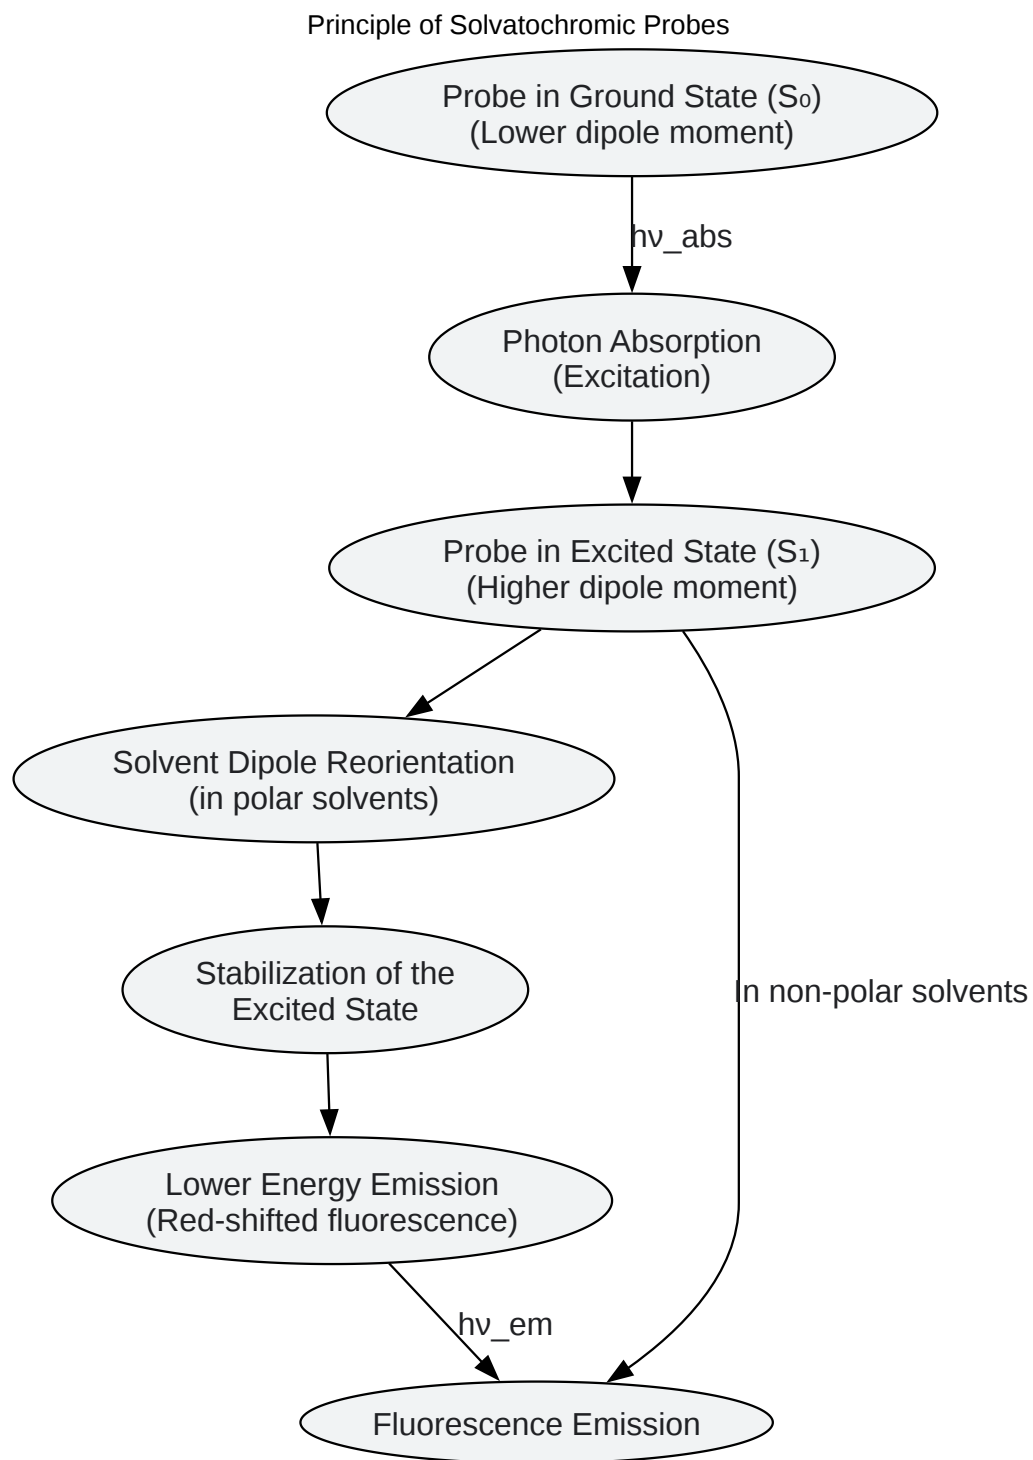 Principle of Solvatochromic Probes
Probe in Ground State (S₀)
(Lower dipole moment)
hν_abs
Photon Absorption
(Excitation)
Probe in Excited State (S₁)
(Higher dipole moment)
Solvent Dipole Reorientation
(in polar solvents)
Stabilization of the
Excited State
In non-polar solvents
Lower Energy Emission
(Red-shifted fluorescence)
hν_em
Fluorescence Emission